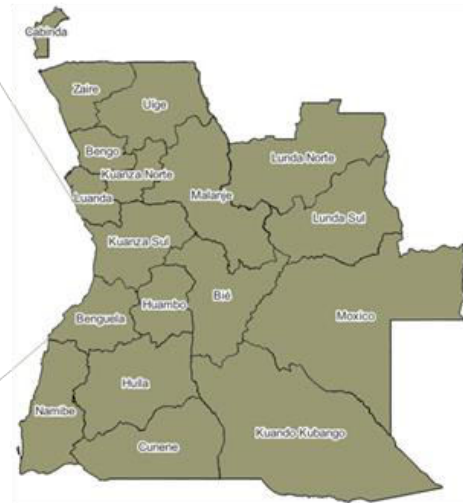 Cabinda
Zaire
Uige
Bengo
Kuanza Norte
Lunda Norte
Luanda
Malanje
Lunda Sul
Kuanza Sul
Bié
Benguela
Huambo
Moxico
Huila
Namibe
Kuando Kubango
Cunene